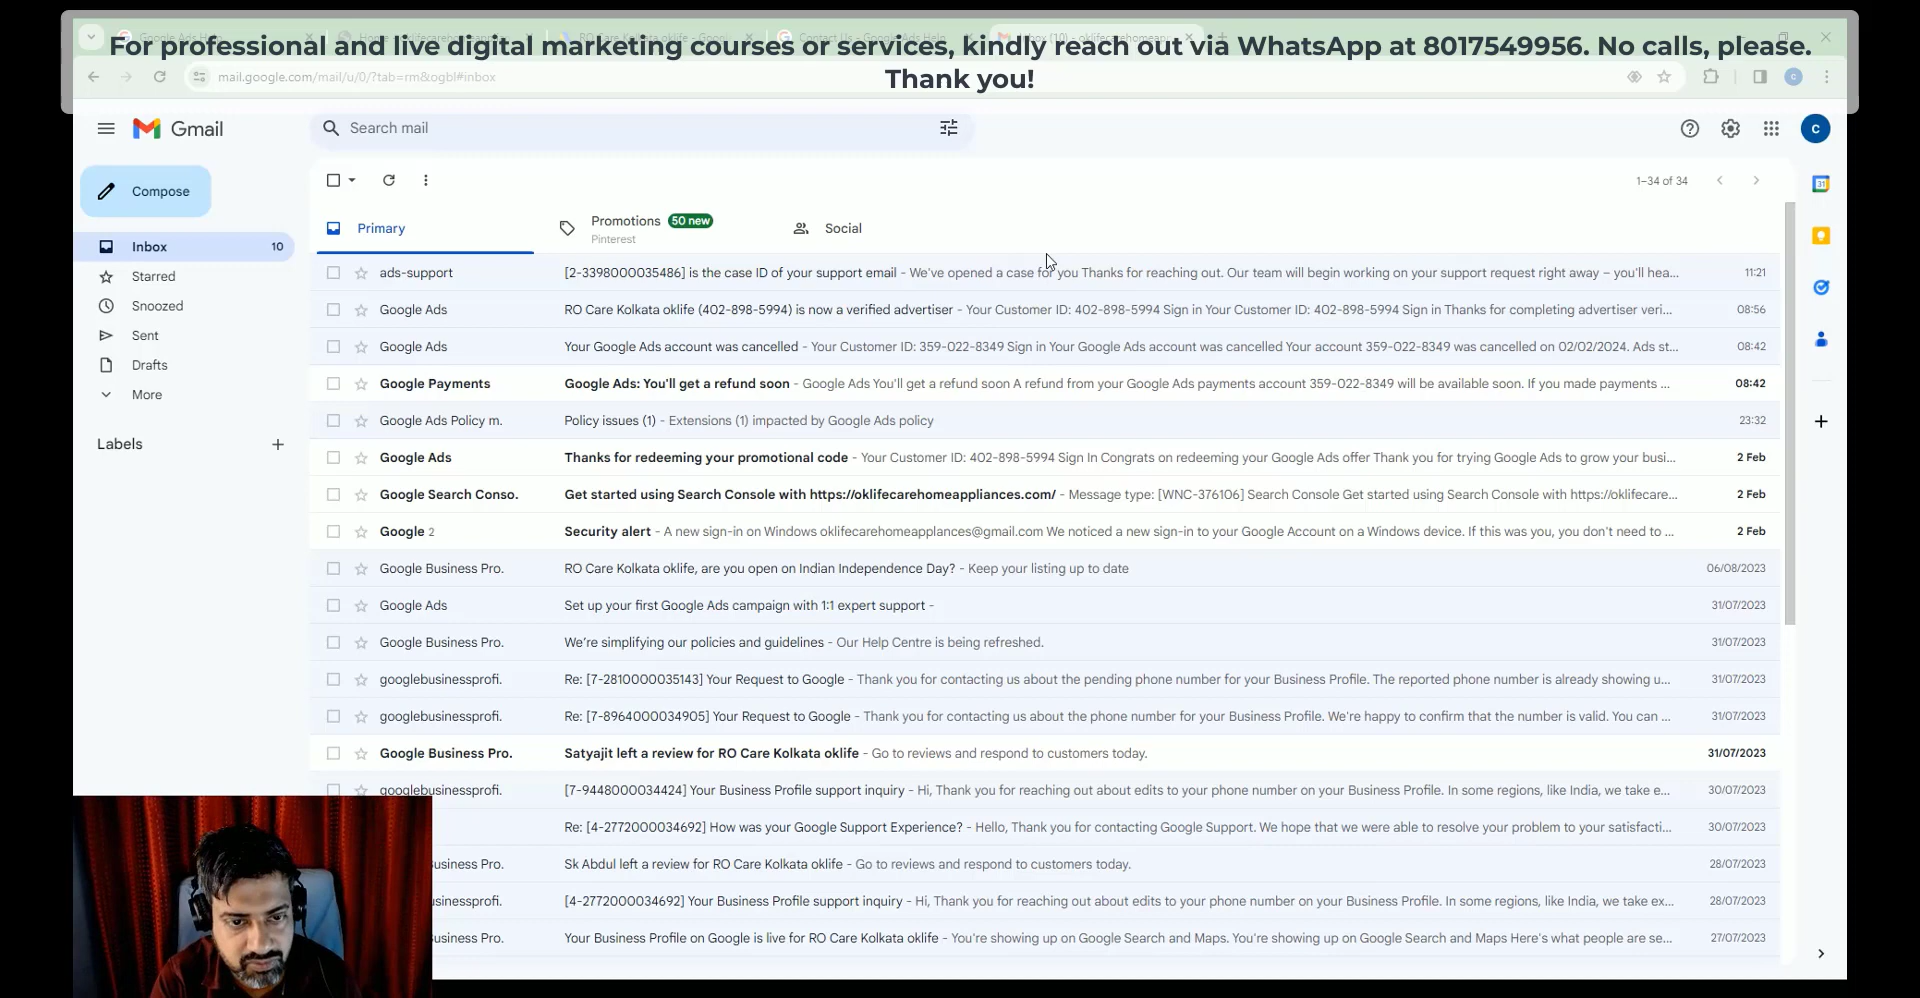 For professional and live digital marketing courses or services, kindly reach out via WhatsApp at 8017549956. No calls, please.
Thank you!
mail.google.com/mail/u/0/?tab=rm&ogbl#inbox
Gmail
Search mail
C
Compose
1–34 of 34
Primary
Promotions 50 new
Pinterest
Social
Inbox 10
Starred
Snoozed
Sent
Drafts
More
Labels
ads-support [2-3398000035486] is the case ID of your support email - We've opened a case for you Thanks for reaching out. Our team will begin working on your support request right away – you'll hea... 11:21
Google Ads RO Care Kolkata oklife (402-898-5994) is now a verified advertiser - Your Customer ID: 402-898-5994 Sign in Your Customer ID: 402-898-5994 Sign in Thanks for completing advertiser veri... 08:56
Google Ads Your Google Ads account was cancelled - Your Customer ID: 359-022-8349 Sign in Your Google Ads account was cancelled Your account 359-022-8349 was cancelled on 02/02/2024. Ads st... 08:42
Google Payments Google Ads: You'll get a refund soon - Google Ads You'll get a refund soon A refund from your Google Ads payments account 359-022-8349 will be available soon. If you made payments ... 08:42
Google Ads Policy m. Policy issues (1) - Extensions (1) impacted by Google Ads policy 23:32
Google Ads Thanks for redeeming your promotional code - Your Customer ID: 402-898-5994 Sign In Congrats on redeeming your Google Ads offer Thank you for trying Google Ads to grow your busi... 2 Feb
Google Search Conso. Get started using Search Console with https://oklifecarehomeappliances.com/ - Message type: [WNC-376106] Search Console Get started using Search Console with https://oklifecare... 2 Feb
Google 2 Security alert - A new sign-in on Windows oklifecarehomeapplances@gmail.com We noticed a new sign-in to your Google Account on a Windows device. If this was you, you don't need to ... 2 Feb
Google Business Pro. RO Care Kolkata oklife, are you open on Indian Independence Day? - Keep your listing up to date 06/08/2023
Google Ads Set up your first Google Ads campaign with 1:1 expert support - 31/07/2023
Google Business Pro. We're simplifying our policies and guidelines - Our Help Centre is being refreshed. 31/07/2023
googlebusinessprofi. Re: [7-2810000035143] Your Request to Google - Thank you for contacting us about the pending phone number for your Business Profile. The reported phone number is already showing u... 31/07/2023
googlebusinessprofi. Re: [7-8964000034905] Your Request to Google - Thank you for contacting us about the phone number for your Business Profile. We're happy to confirm that the number is valid. You can ... 31/07/2023
Google Business Pro. Satyajit left a review for RO Care Kolkata oklife - Go to reviews and respond to customers today. 31/07/2023
googlebusinessprofi. [7-9448000034424] Your Business Profile support inquiry - Hi, Thank you for reaching out about edits to your phone number on your Business Profile. In some regions, like India, we take e... 30/07/2023
Re: [4-2772000034692] How was your Google Support Experience? - Hello, Thank you for contacting Google Support. We hope that we were able to resolve your problem to your satisfacti... 30/07/2023
usiness Pro. Sk Abdul left a review for RO Care Kolkata oklife - Go to reviews and respond to customers today. 28/07/2023
usinessprofi. [4-2772000034692] Your Business Profile support inquiry - Hi, Thank you for reaching out about edits to your phone number on your Business Profile. In some regions, like India, we take ex... 28/07/2023
usiness Pro. Your Business Profile on Google is live for RO Care Kolkata oklife - You're showing up on Google Search and Maps. You're showing up on Google Search and Maps Here's what people are se... 27/07/2023